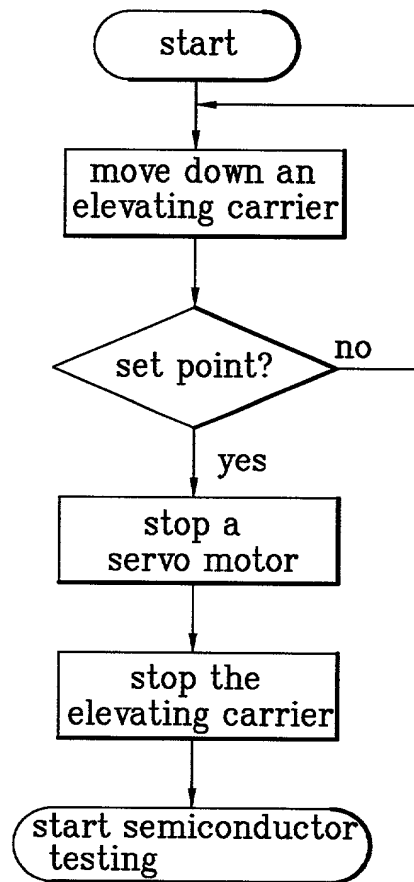 start
move down an
elevating carrier
set point?
no
yes
stop a
servo motor
stop the
elevating carrier
start semiconductor
testing